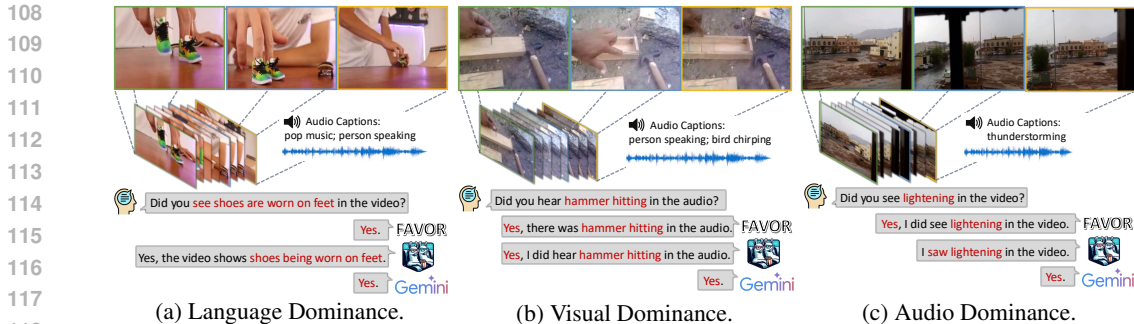 108
109
110
111
112
113
114
115
116
117
Audio Captions:
pop music; person speaking
Did you see shoes are worn on feet in the video?
Yes.
Yes, the video shows shoes being worn on feet.
Yes.
Gemini
(a) Language Dominance.
Audio Captions:
person speaking; bird chirping
Did you hear hammer hitting in the audio?
Yes, there was hammer hitting in the audio.
FAVOR
Yes, I did hear hammer hitting in the audio.
Yes.
Gemini
(b) Visual Dominance.
Audio Captions:
thunderstorming
Did you see lightening in the video?
Yes, I did see lightening in the video.
FAVOR
I saw lightening in the video.
Yes.
Gemini
(c) Audio Dominance.